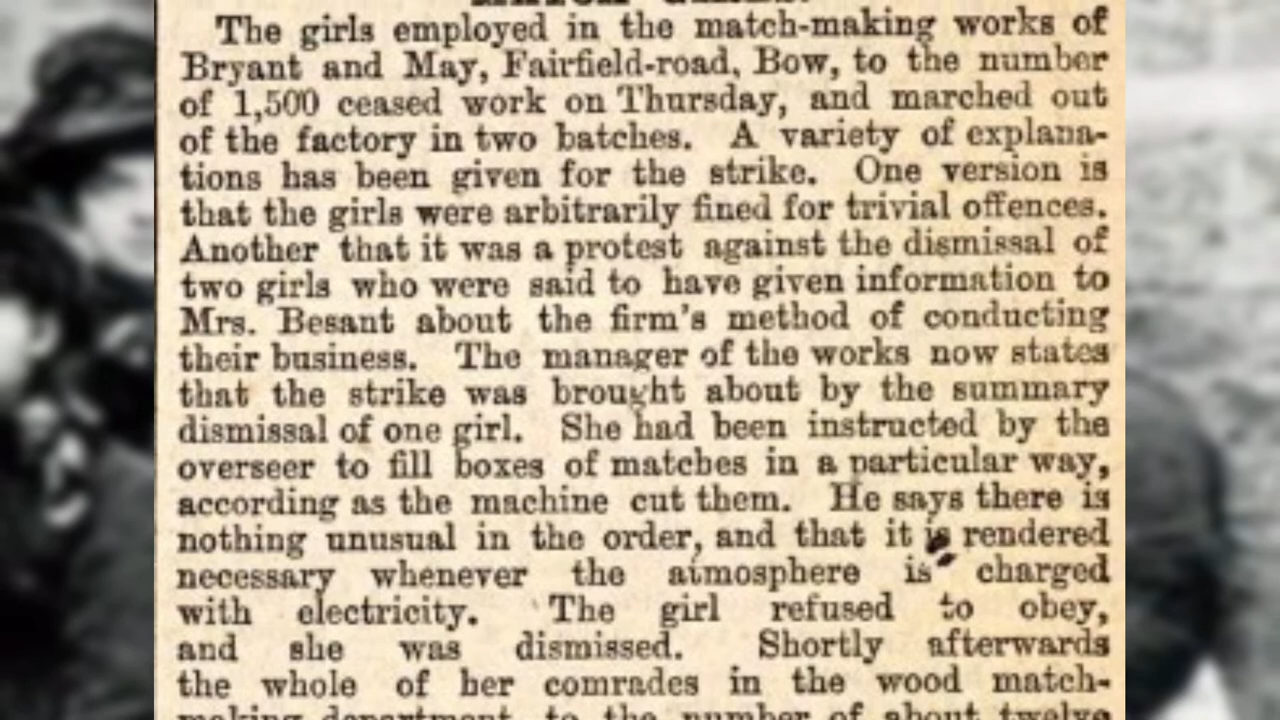 The girls employed in the match-making works of
Bryant and May, Fairfield-road, Bow, to the number
of 1,500 ceased work on Thursday, and marched out
of the factory in two batches. A variety of explana-
tions has been given for the strike. One version is
that the girls were arbitrarily fined for trivial offences.
Another that it was a protest against the dismissal of
two girls who were said to have given information to
Mrs. Besant about the firm's method of conducting
their business. The manager of the works now states
that the strike was brought about by the summary
dismissal of one girl. She had been instructed by the
overseer to fill boxes of matches in a particular way,
according as the machine cut them. He says there is
nothing unusual in the order, and that it is rendered
necessary whenever the atmosphere is charged
with electricity. The girl refused to obey,
and she was dismissed. Shortly afterwards
the whole of her comrades in the wood match-
making department, to the number of about twelve